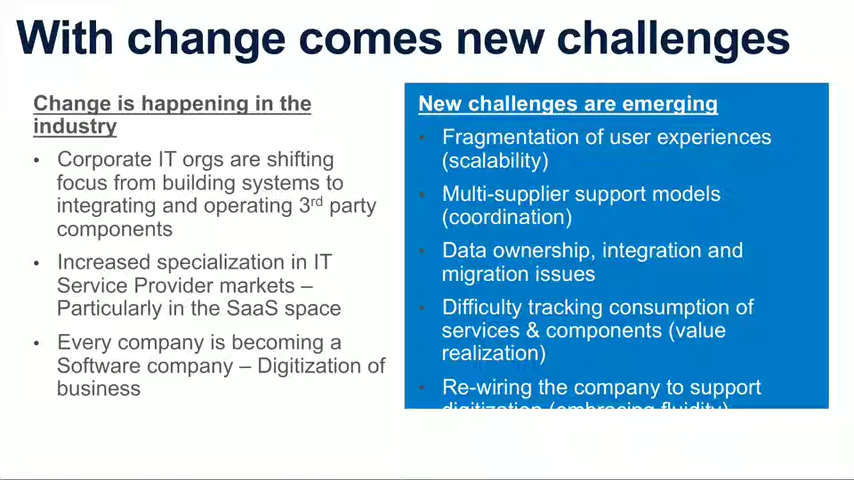 With change comes new challenges
Change is happening in the
industry
• Corporate IT orgs are shifting
focus from building systems to
integrating and operating 3rd party
components
• Increased specialization in IT
Service Provider markets –
Particularly in the SaaS space
• Every company is becoming a
Software company – Digitization of
business
New challenges are emerging
• Fragmentation of user experiences
(scalability)
• Multi-supplier support models
(coordination)
• Data ownership, integration and
migration issues
• Difficulty tracking consumption of
services & components (value
realization)
• Re-wiring the company to support
digitization (embracing fluidity)